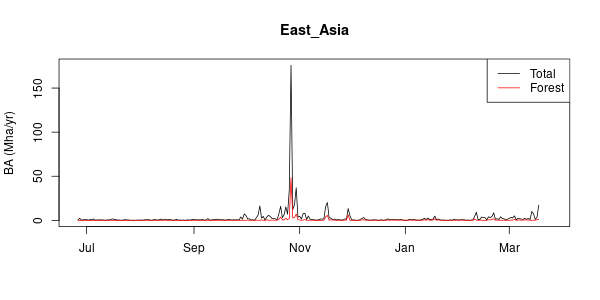 East_Asia
Total
Forest
BA (Mha/yr)
150
100
50
0
Jul Sep Nov Jan Mar